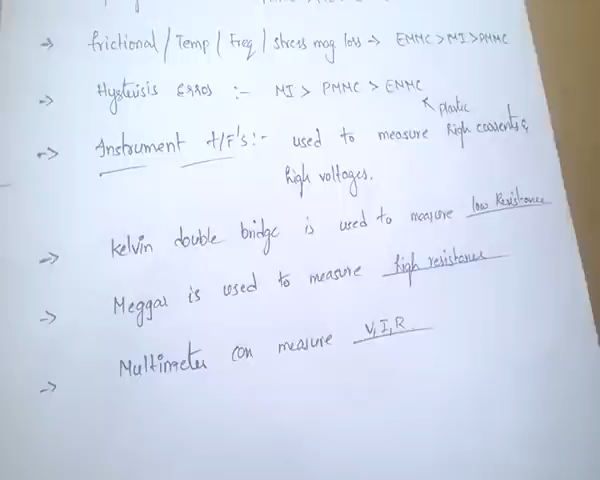 -> frictional / Temp / Freq / stress mag loss -> EMMC > MI > PMMC
-> Hysterisis Error :- MI > PMMC > EMMC
plastic
-> Instrument T/F's :- used to measure high currents &
high voltages.
-> Kelvin double bridge is used to measure low Resistance
-> Meggar is used to measure high resistance
-> Multimeter can measure V, I, R